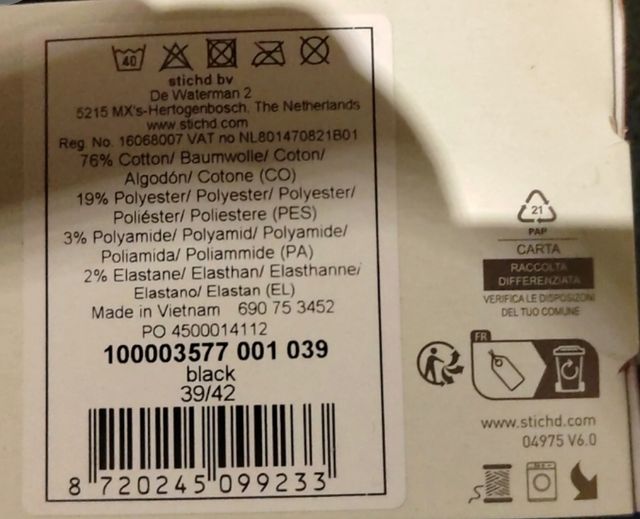 40
stichd bv
De Waterman 2
5215 MX's-Hertogenbosch, The Netherlands
www.stichd.com
Reg. No. 16068007 VAT no NL801470821B01
76% Cotton/ Baumwolle/ Coton/
Algodón/ Cotone (CO)
19% Polyester/ Polyester/ Polyester/
Poliéster/ Poliestere (PES)
3% Polyamide/ Polyamid/ Polyamide/
Poliamida/ Poliammide (PA)
2% Elastane/ Elasthan/ Elasthanne/
Elastano/ Elastan (EL)
Made in Vietnam 690 75 3452
PO 4500014112
100003577 001 039
black
39/42
8 720245 099233
21
PAP
CARTA
RACCOLTA
DIFFERENZIATA
VERIFICA LE DISPOSIZIONI
DEL TUO COMUNE
FR
www.stichd.com
04975 V6.0